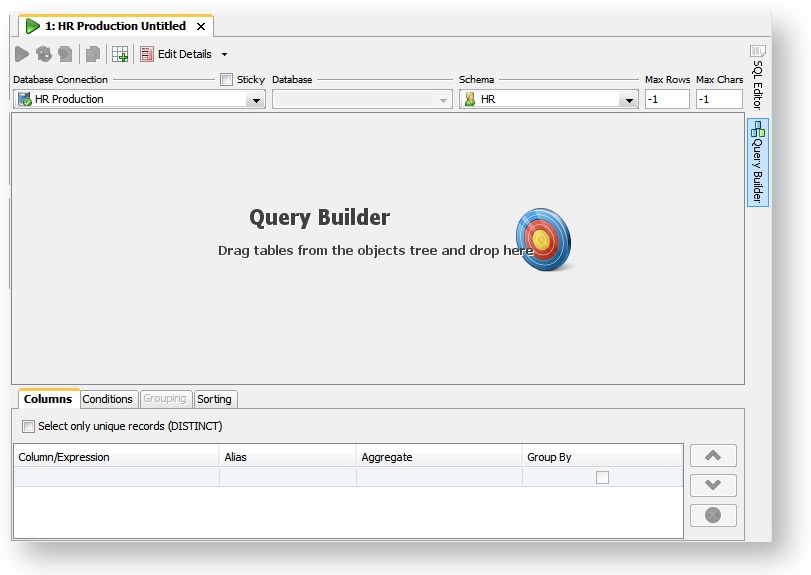 1: HR Production Untitled
Edit Details
Database Connection Sticky Database Schema Max Rows Max Chars
HR Production HR -1 -1
SQL Editor
Query Builder
Query Builder
Drag tables from the objects tree and drop here
Columns Conditions Grouping Sorting
Select only unique records (DISTINCT)
Column/Expression Alias Aggregate Group By